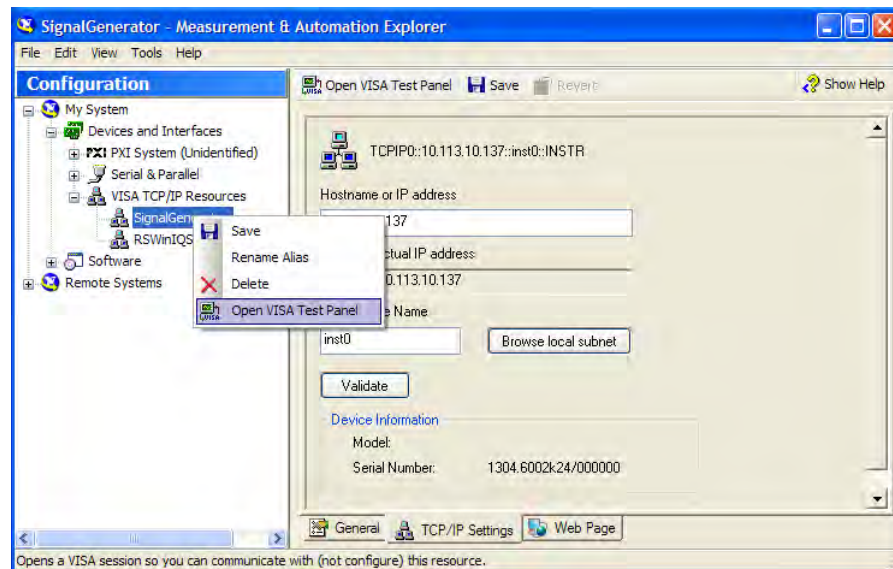 SignalGenerator - Measurement & Automation Explorer
File Edit View Tools Help
Configuration
Open VISA Test Panel Save Revert Show Help
My System
Devices and Interfaces
PXI PXI System (Unidentified)
Serial & Parallel
VISA TCP/IP Resources
SignalGen
RSWinIQS
Software
Remote Systems
Save
Rename Alias
Delete
Open VISA Test Panel
TCPIP0::10.113.10.137::inst0::INSTR
Hostname or IP address
137
ctual IP address
0.113.10.137
e Name
inst0 Browse local subnet
Validate
Device Information
Model:
Serial Number: 1304.6002k24/000000
General TCP/IP Settings Web Page
Opens a VISA session so you can communicate with (not configure) this resource.